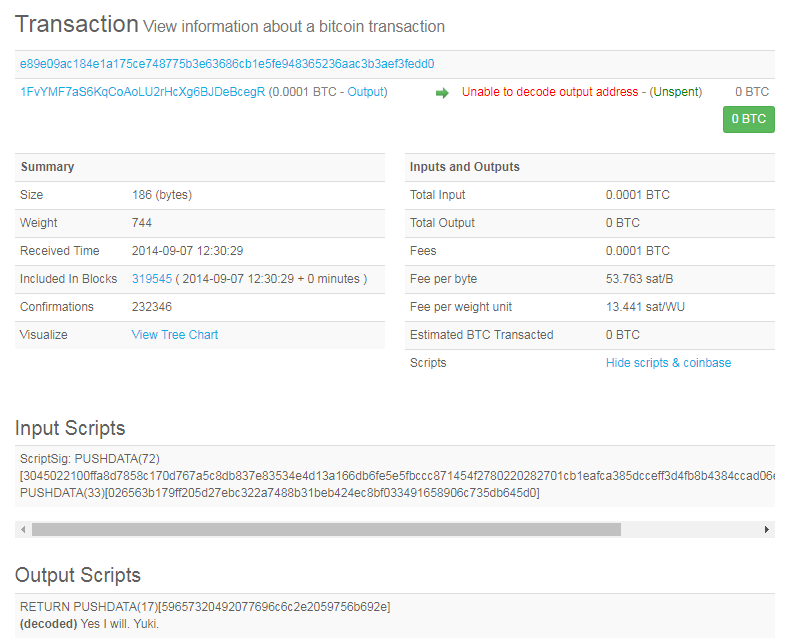 Transaction View information about a bitcoin transaction
e89e09ac184e1a175ce748775b3e63686cb1e5fe948365236aac3b3aef3fedd0
1FvYMF7aS6KqCoAoLU2rHcXg6BJDeBcegR (0.0001 BTC - Output) Unable to decode output address - (Unspent) 0 BTC
0 BTC
Summary
Size 186 (bytes)
Weight 744
Received Time 2014-09-07 12:30:29
Included In Blocks 319545 ( 2014-09-07 12:30:29 + 0 minutes )
Confirmations 232346
Visualize View Tree Chart
Inputs and Outputs
Total Input 0.0001 BTC
Total Output 0 BTC
Fees 0.0001 BTC
Fee per byte 53.763 sat/B
Fee per weight unit 13.441 sat/WU
Estimated BTC Transacted 0 BTC
Scripts Hide scripts & coinbase
Input Scripts
ScriptSig: PUSHDATA(72)
[3045022100ffa8d7858c170d767a5c8db837e83534e4d13a166db6fe5e5fbccc871454f2780220282701cb1eafca385dcceff3d4fb8b4384ccad06e
PUSHDATA(33)[026563b179ff205d27ebc322a7488b31beb424ec8bf033491658906c735db645d0]
Output Scripts
RETURN PUSHDATA(17)[59657320492077696c6c2e2059756b692e]
(decoded) Yes I will. Yuki.